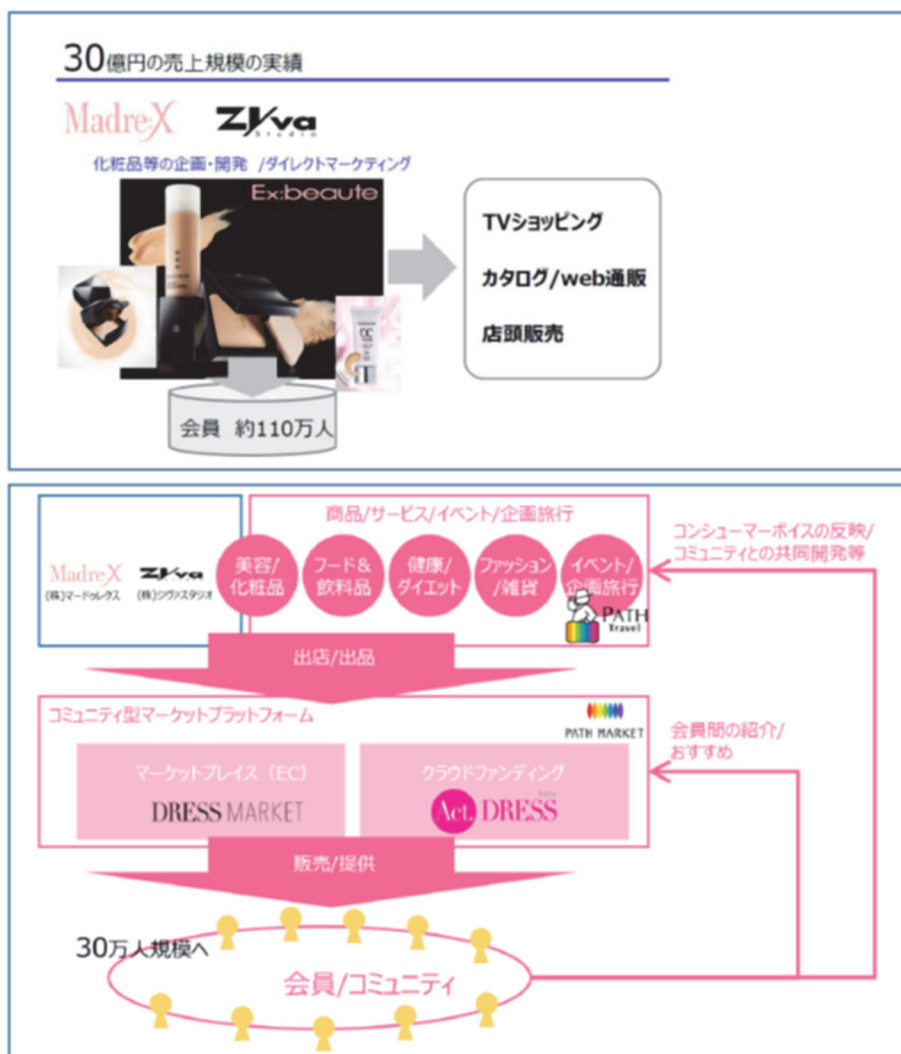 30億円の売上規模の実績
Madre:X
ZIVva
Studio
化粧品等の企画・開発 /ダイレクトマーケティング
Ex:beaute
TVショッピング
カタログ/web通販
店頭販売
CC
会員 約110万人
商品/サービス/イベント/企画旅行
美容/
化粧品
フード&
飲料品
健康/
ダイエット
ファッション
/雑貨
イベント/
企画旅行
PATH
Travel
MadreX
(株)マードゥレクス
ZIVva
(株)ジヴァスタジオ
コンシューマーボイスの反映/
コミュニティとの共同開発等
出店/出品
コミュニティ型マーケットプラットフォーム
PATH MARKET
マーケットプレイス（EC）
DRESS MARKET
クラウドファンディング
Act. DRESS
会員間の紹介/
おすすめ
販売/提供
30万人規模へ
会員/コミュニティ